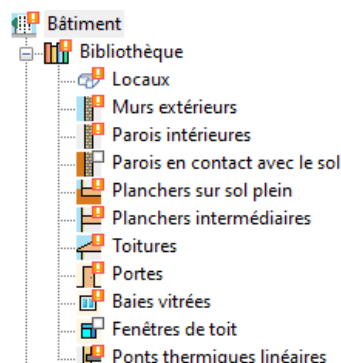 Bâtiment
Bibliothèque
Locaux
Murs extérieurs
Parois intérieures
Parois en contact avec le sol
Planchers sur sol plein
Planchers intermédiaires
Toitures
Portes
Baies vitrées
Fenêtres de toit
Ponts thermiques linéaires